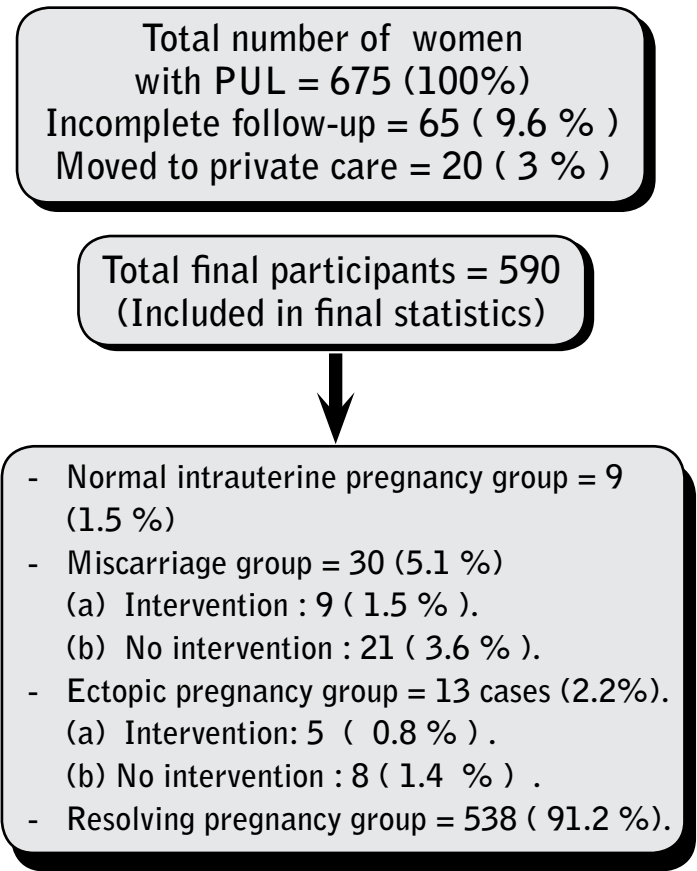 Total number of women
with PUL = 675 (100%)
Incomplete follow-up = 65 ( 9.6 % )
Moved to private care = 20 ( 3 % )
Total final participants = 590
(Included in final statistics)
- Normal intrauterine pregnancy group = 9
(1.5 %)
- Miscarriage group = 30 (5.1 %)
(a) Intervention : 9 ( 1.5 % ).
(b) No intervention : 21 ( 3.6 % ).
- Ectopic pregnancy group = 13 cases (2.2%).
(a) Intervention: 5 ( 0.8 % ) .
(b) No intervention : 8 ( 1.4 % ) .
- Resolving pregnancy group = 538 ( 91.2 %).